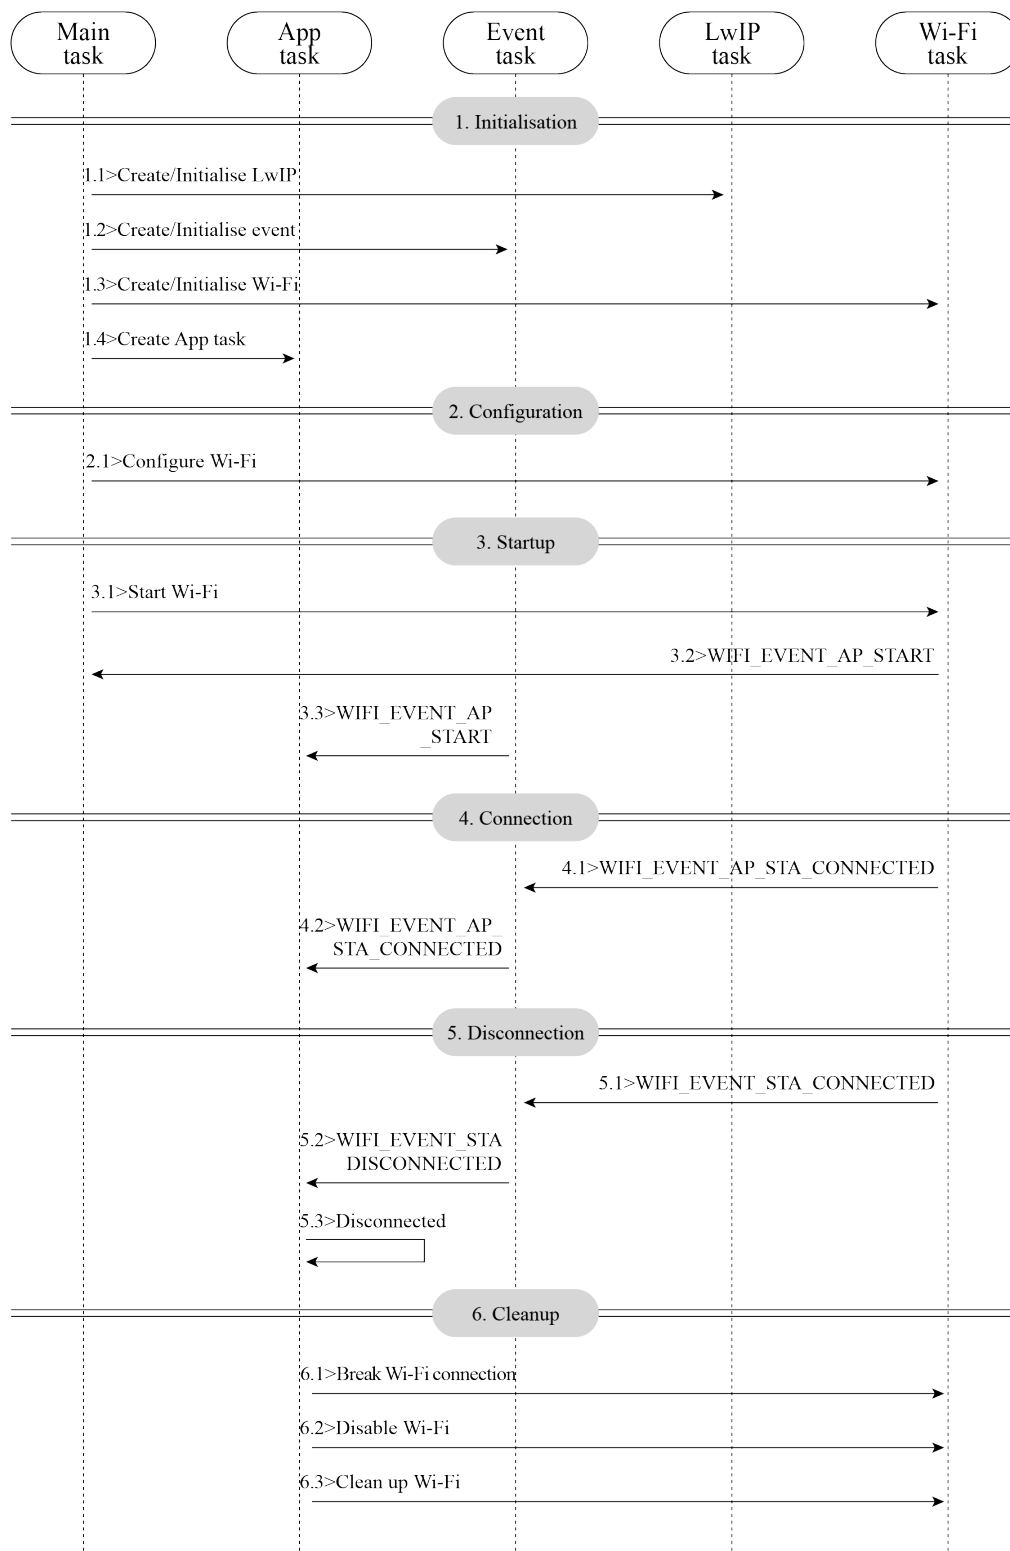 Main
task
App
task
Event
task
LwIP
task
Wi-Fi
task
1. Initialisation
1.1>Create/Initialise LwIP
1.2>Create/Initialise event
1.3>Create/Initialise Wi-Fi
1.4>Create App task
2. Configuration
2.1>Configure Wi-Fi
3. Startup
3.1>Start Wi-Fi
3.2>WIFI_EVENT_AP_START
3.3>WIFI_EVENT_AP
_START
4. Connection
4.1>WIFI_EVENT_AP_STA_CONNECTED
4.2>WIFI_EVENT_AP_
STA_CONNECTED
5. Disconnection
5.1>WIFI_EVENT_STA_CONNECTED
5.2>WIFI_EVENT_STA
DISCONNECTED
5.3>Disconnected
6. Cleanup
6.1>Break Wi-Fi connection
6.2>Disable Wi-Fi
6.3>Clean up Wi-Fi